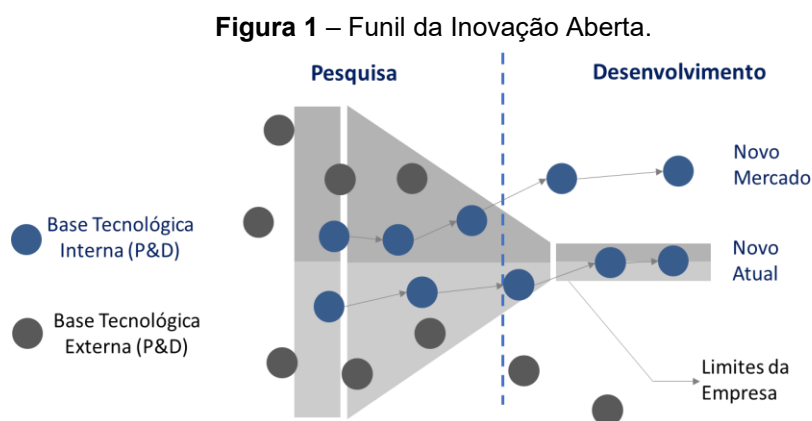 Figura 1 – Funil da Inovação Aberta.
Pesquisa
Desenvolvimento
Novo
Mercado
Base Tecnológica
Interna (P&D)
Novo
Atual
Base Tecnológica
Externa (P&D)
Limites da
Empresa